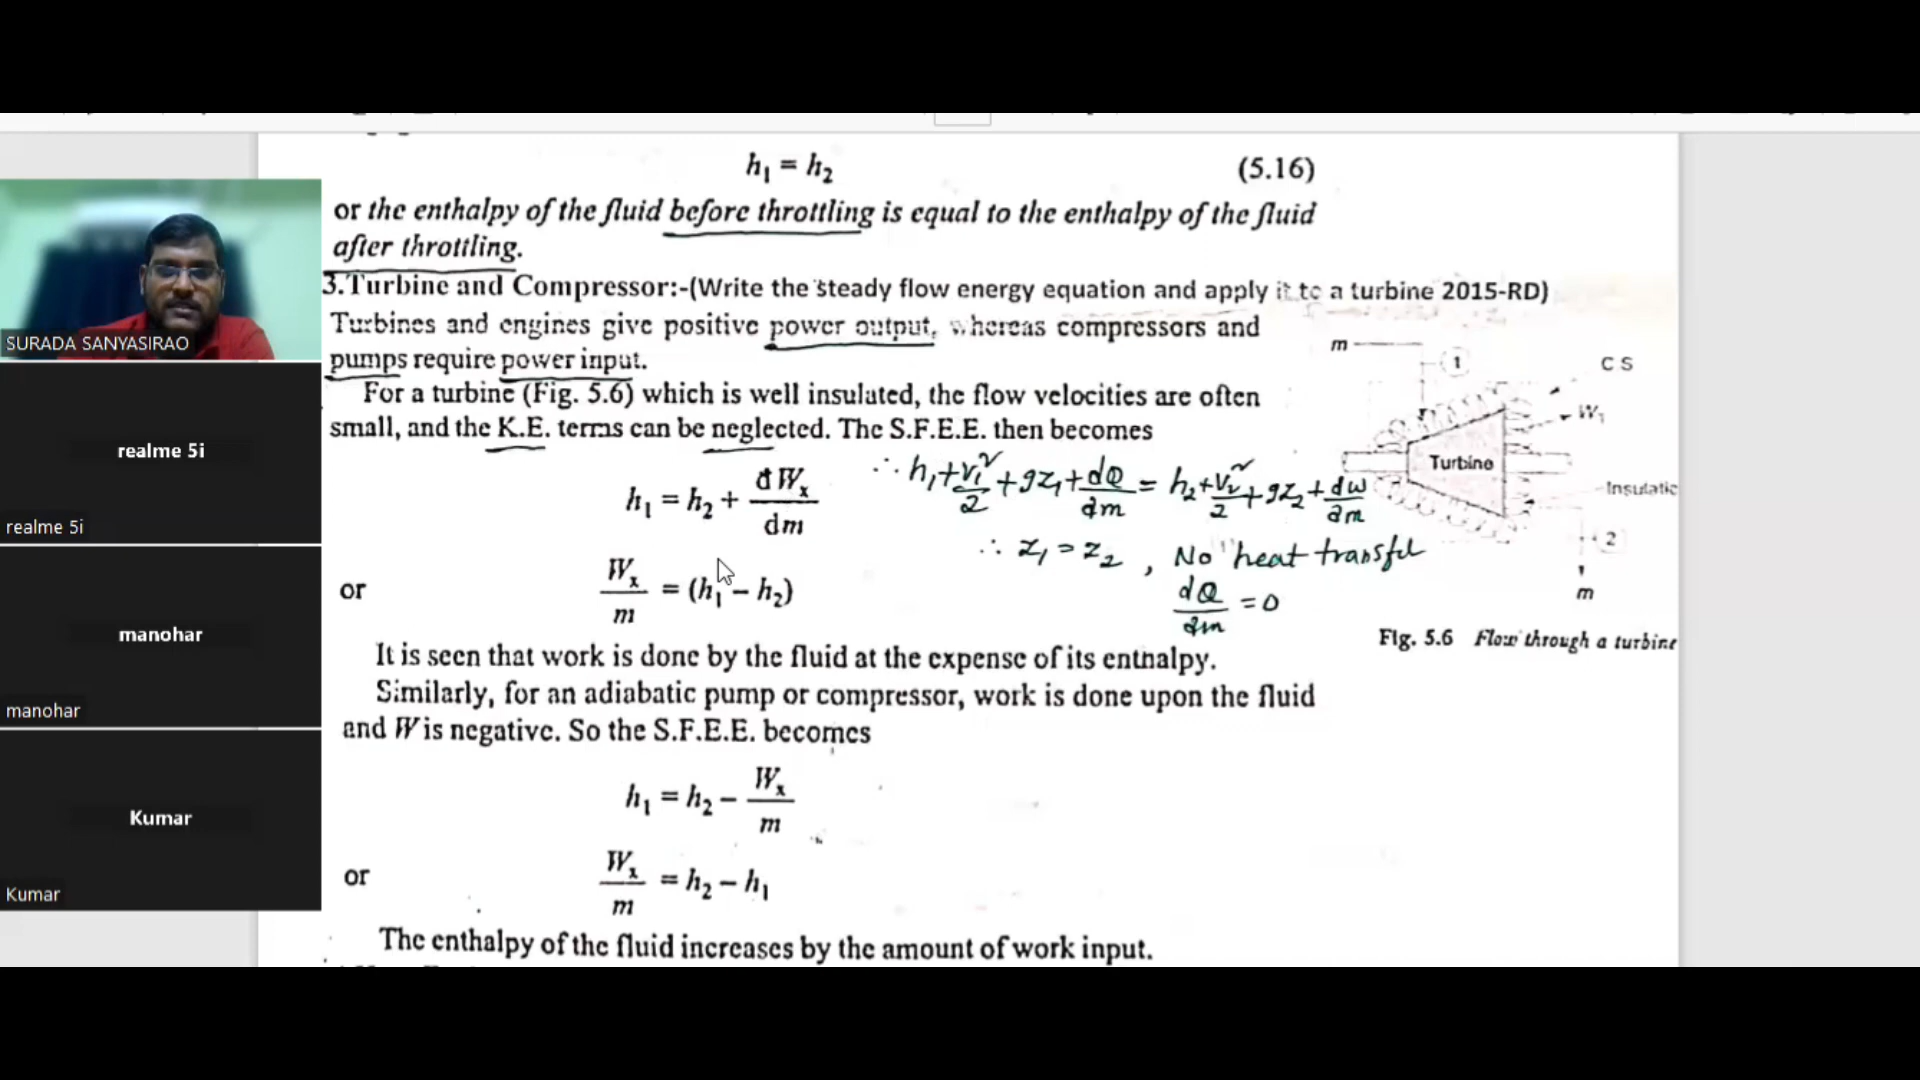 h₁ = h₂ (5.16)
or the enthalpy of the fluid before throttling is equal to the enthalpy of the fluid
after throttling.
3.Turbine and Compressor:-(Write the steady flow energy equation and apply it to a turbine 2015-RD)
Turbines and engines give positive power output, whereas compressors and
pumps require power input.
For a turbine (Fig. 5.6) which is well insulated, the flow velocities are often
small, and the K.E. terms can be neglected. The S.F.E.E. then becomes
h₁ = h₂ + đWₓ/dm
∴ h₁ + v₁²/2 + gz₁ + dQ/dm = h₂ + v₂²/2 + gz₂ + dw/dm
∴ z₁ = z₂ , No heat transfer
dQ/dm = 0
or Wₓ/m = (h₁ – h₂)
m
1
C S
Turbine
Insulatic
2
m
Fig. 5.6 Flow through a turbine
It is seen that work is done by the fluid at the expense of its enthalpy.
Similarly, for an adiabatic pump or compressor, work is done upon the fluid
and W is negative. So the S.F.E.E. becomes
h₁ = h₂ – Wₓ/m
or Wₓ/m = h₂ – h₁
The enthalpy of the fluid increases by the amount of work input.
SURADA SANYASIRAO
realme 5i
realme 5i
manohar
manohar
Kumar
Kumar